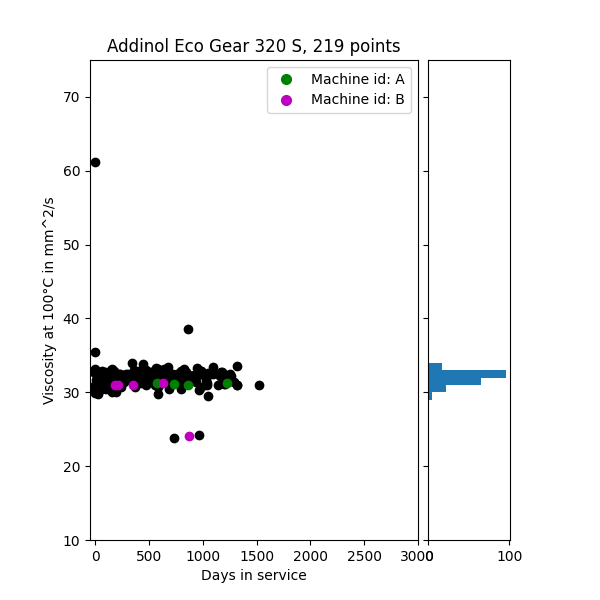 Addinol Eco Gear 320 S, 219 points
Machine id: A
Machine id: B
Viscosity at 100°C in mm^2/s
70
60
50
40
30
20
10
0 500 1000 1500 2000 2500 3000
0 100
Days in service